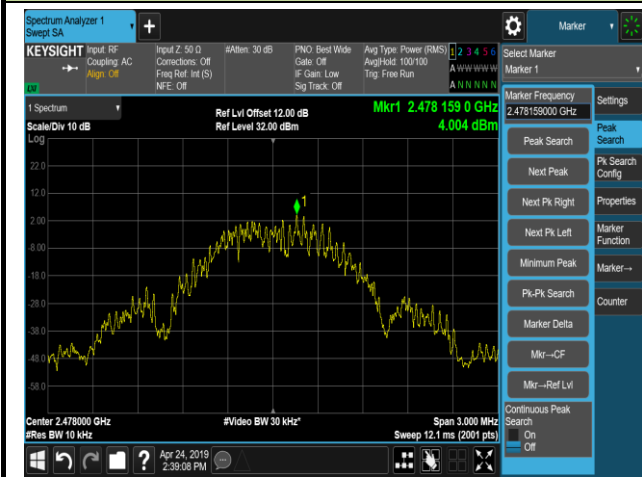 Spectrum Analyzer 1
Swept SA
+
Marker
KEYSIGHT
Input: RF
Coupling: AC
Align: Off
Input Z: 50 Ω
Corrections: Off
Freq Ref: Int (S)
NFE: Off
#Atten: 30 dB
PNO: Best Wide
Gate: Off
IF Gain: Low
Sig Track: Off
Avg Type: Power (RMS)
Avg|Hold: 100/100
Trig: Free Run
1 2 3 4 5 6
A W W W W W
A N N N N N
Select Marker
Marker 1
1 Spectrum
Scale/Div 10 dB
Log
Ref Lvl Offset 12.00 dB
Ref Level 32.00 dBm
Mkr1 2.478 159 0 GHz
4.004 dBm
22.0
12.0
2.00
-8.00
-18.0
-28.0
-38.0
-48.0
-58.0
1
Center 2.478000 GHz
#Res BW 10 kHz
#Video BW 30 kHz*
Span 3.000 MHz
Sweep 12.1 ms (2001 pts)
Marker Frequency
2.478159000 GHz
Peak Search
Next Peak
Next Pk Right
Next Pk Left
Minimum Peak
Pk-Pk Search
Marker Delta
Mkr→CF
Mkr→Ref Lvl
Continuous Peak
Search
On
Off
Settings
Peak
Search
Pk Search
Config
Properties
Marker
Function
Marker→
Counter
?
Apr 24, 2019
2:39:08 PM